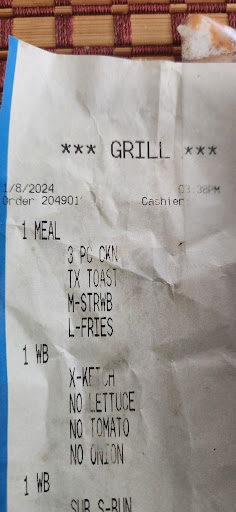 *** GRILL ***
1/8/2024 03:38PM
Order 204901 Cashier
1 MEAL
3 PC CKN
TX TOAST
M-STRWB
L-FRIES
1 WB
X-KETCH
NO LETTUCE
NO TOMATO
NO ONION
1 WB
SUB S-BUN